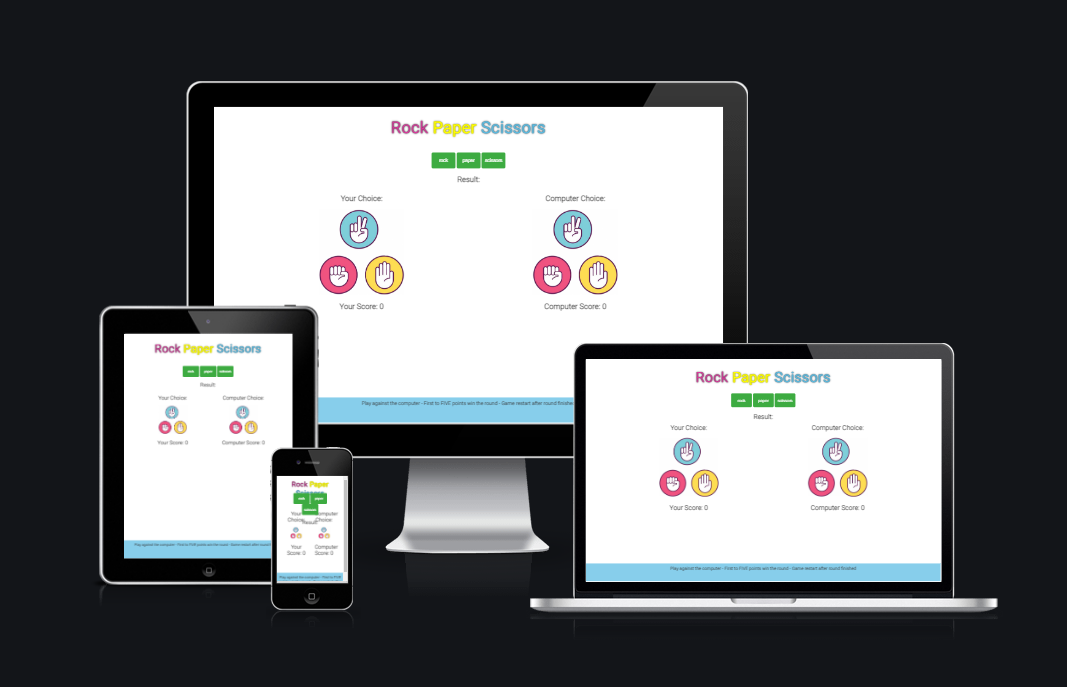 Rock Paper Scissors
rock paper scissors
Result:
Your Choice: Computer Choice:
Your Score: 0 Computer Score: 0
Play against the computer - First to FIVE points win the round - Game restart after round finished
Rock Paper Scissors
rock paper scissors
Result:
Your Choice: Computer Choice:
Your Score: 0 Computer Score: 0
Play against the computer - First to FIVE points win the round - Game restart after round
Rock Paper
Scissors
rock paper
scissors
Your Computer
Choice: Choice:
Result:
Your Computer
Score: 0 Score: 0
Play against the computer - First to FIVE
Rock Paper Scissors
rock paper scissors
Result:
Your Choice: Computer Choice:
Your Score: 0 Computer Score: 0
Play against the computer - First to FIVE points win the round - Game restart after round finished